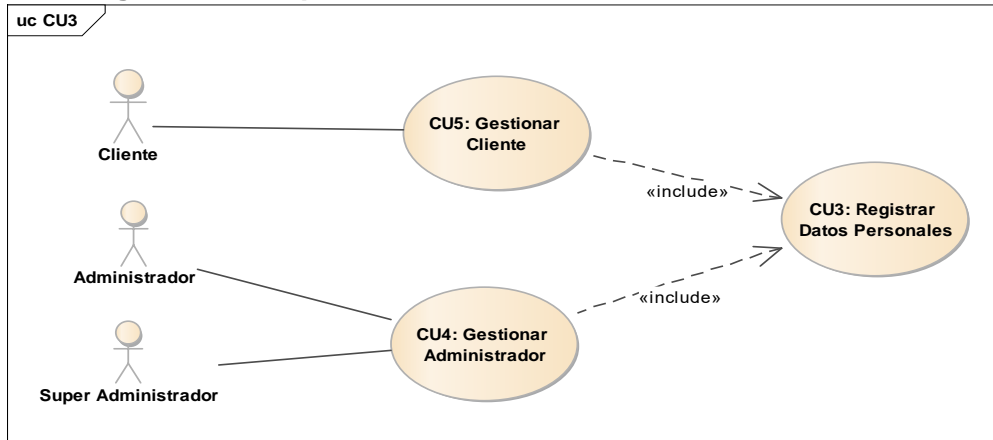 uc CU3
Cliente
CU5: Gestionar
Cliente
«include»
CU3: Registrar
Datos Personales
Administrador
«include»
CU4: Gestionar
Administrador
Super Administrador